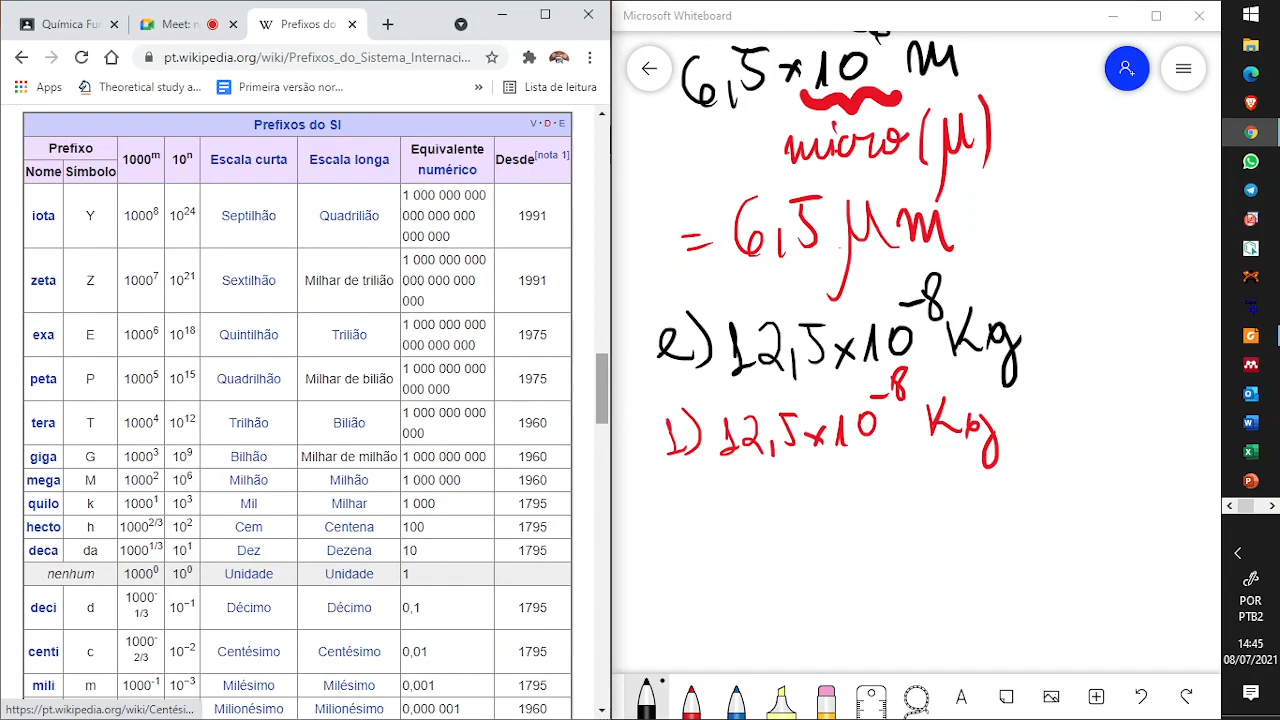 Química Fur
Meet: r
Prefixos do SI
pt.wikipedia.org/wiki/Prefixos_do_Sistema_Internaci...
Thermal study a...
Primeira versão nor...
»
Lista de leitura
Prefixos do SI
V • D • E
Prefixo 1000m 10n Escala curta Escala longa Equivalente numérico Desde[nota 1]
Nome Símbolo
iota Y 1000⁸ 10²⁴ Septilhão Quadrilião 1 000 000 000 000 000 000 000 000 1991
zeta Z 1000⁷ 10²¹ Sextilhão Milhar de trilião 1 000 000 000 000 000 000 000 1991
exa E 1000⁶ 10¹⁸ Quintilhão Trilião 1 000 000 000 000 000 000 1975
peta P 1000⁵ 10¹⁵ Quadrilhão Milhar de bilião 1 000 000 000 000 000 1975
tera T 1000⁴ 10¹² Trilhão Bilião 1 000 000 000 000 1960
giga G 1000³ 10⁹ Bilhão Milhar de milhão 1 000 000 000 1960
mega M 1000² 10⁶ Milhão Milhão 1 000 000 1960
quilo k 1000¹ 10³ Mil Milhar 1 000 1795
hecto h 1000²/³ 10² Cem Centena 100 1795
deca da 1000¹/³ 10¹ Dez Dezena 10 1795
nenhum 1000⁰ 10⁰ Unidade Unidade 1
deci d 1000⁻¹/³ 10⁻¹ Décimo Décimo 0,1 1795
centi c 1000⁻²/³ 10⁻² Centésimo Centésimo 0,01 1795
mili m 1000⁻¹ 10⁻³ Milésimo Milésimo 0,001 1795
Milionésimo Milionésimo 0,000 001 1960
https://pt.wikipedia.org/wiki/Centi...
Microsoft Whiteboard
6,5×10 m
micro (μ)
= 6,5 μm
e) 12,5×10⁻⁸ Kg
1) 12,5×10⁻⁸ Kg
POR
PTB2
14:45
08/07/2021